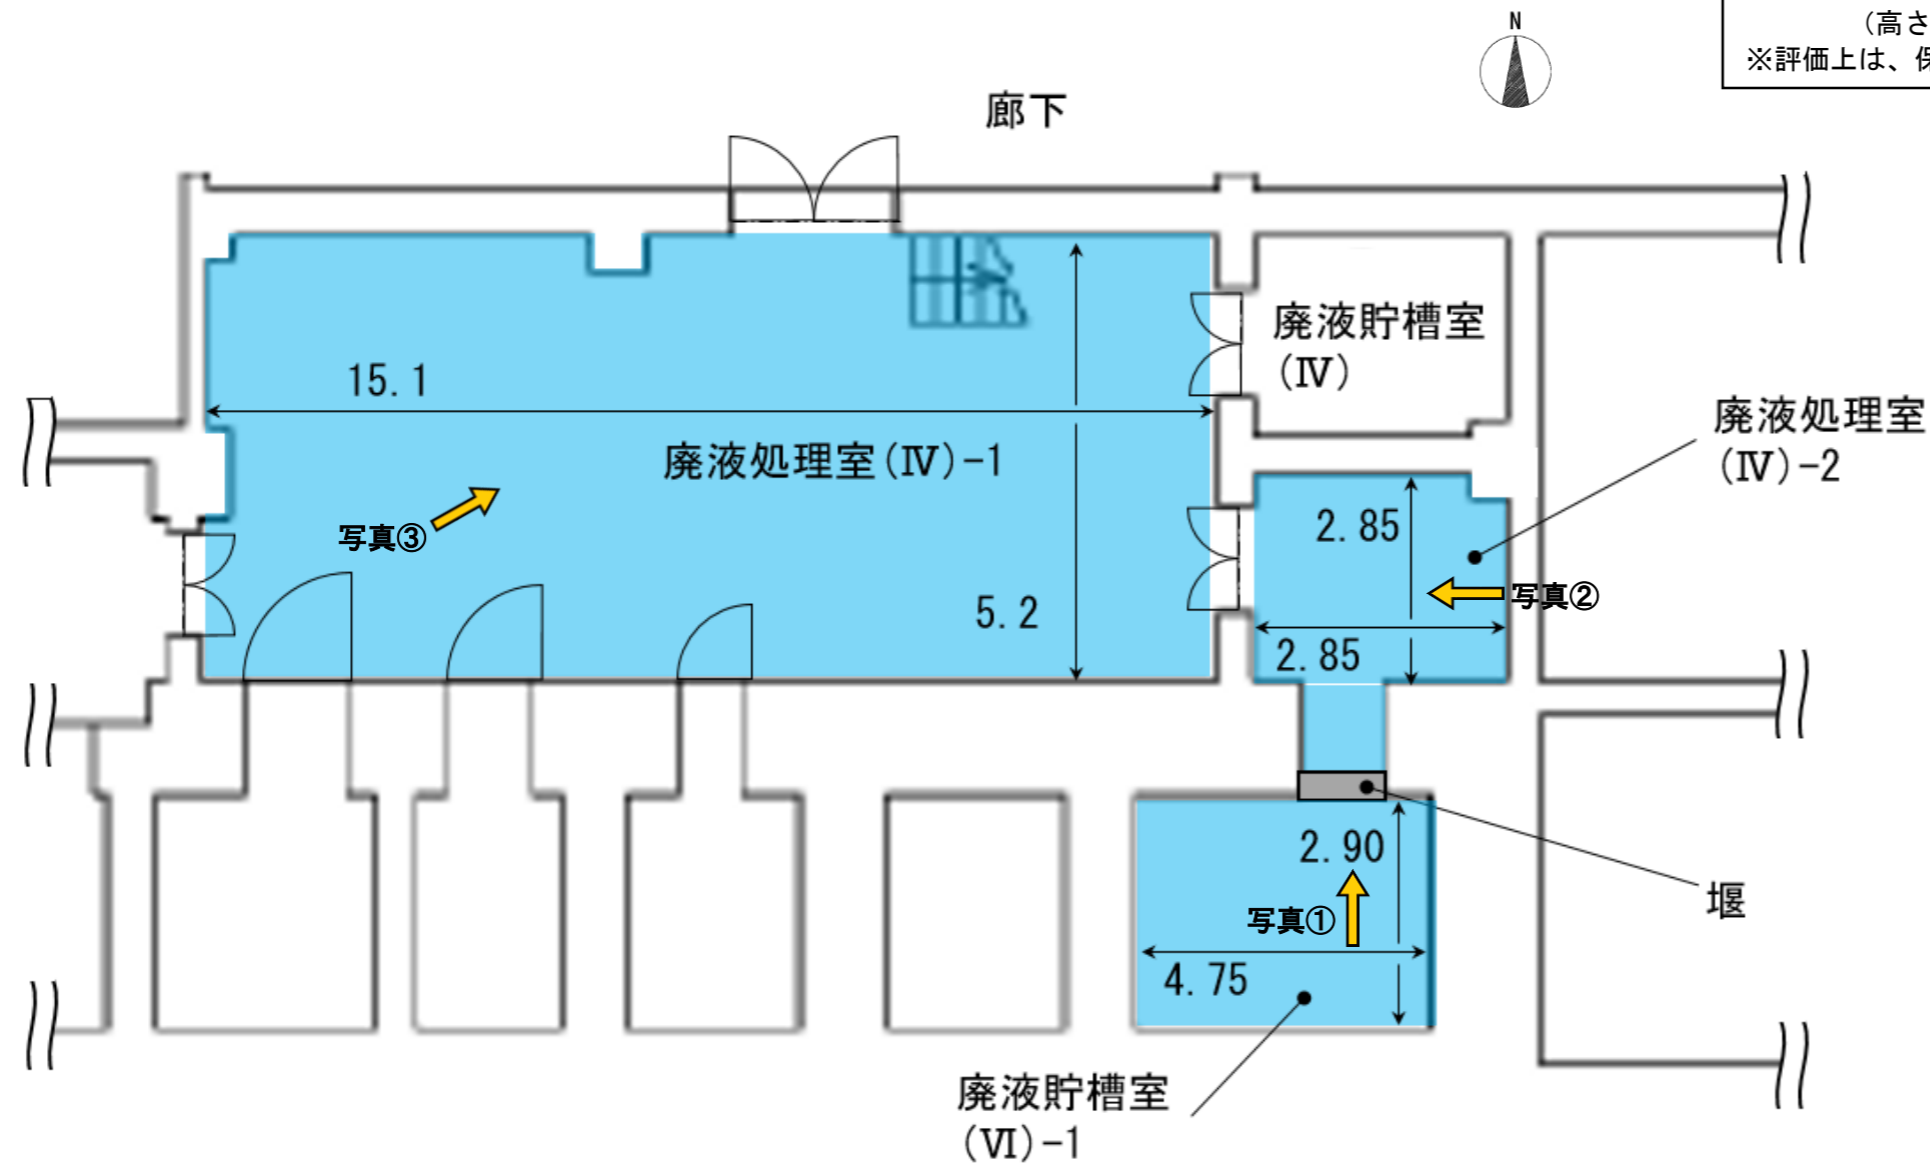 N
(高さ
※評価上は、保
廊下
15.1
廃液貯槽室
(Ⅳ)
廃液処理室
(Ⅳ)-2
廃液処理室(Ⅳ)-1
写真③
2.85
写真②
5.2
2.85
2.90
写真①
堰
4.75
廃液貯槽室
(Ⅵ)-1